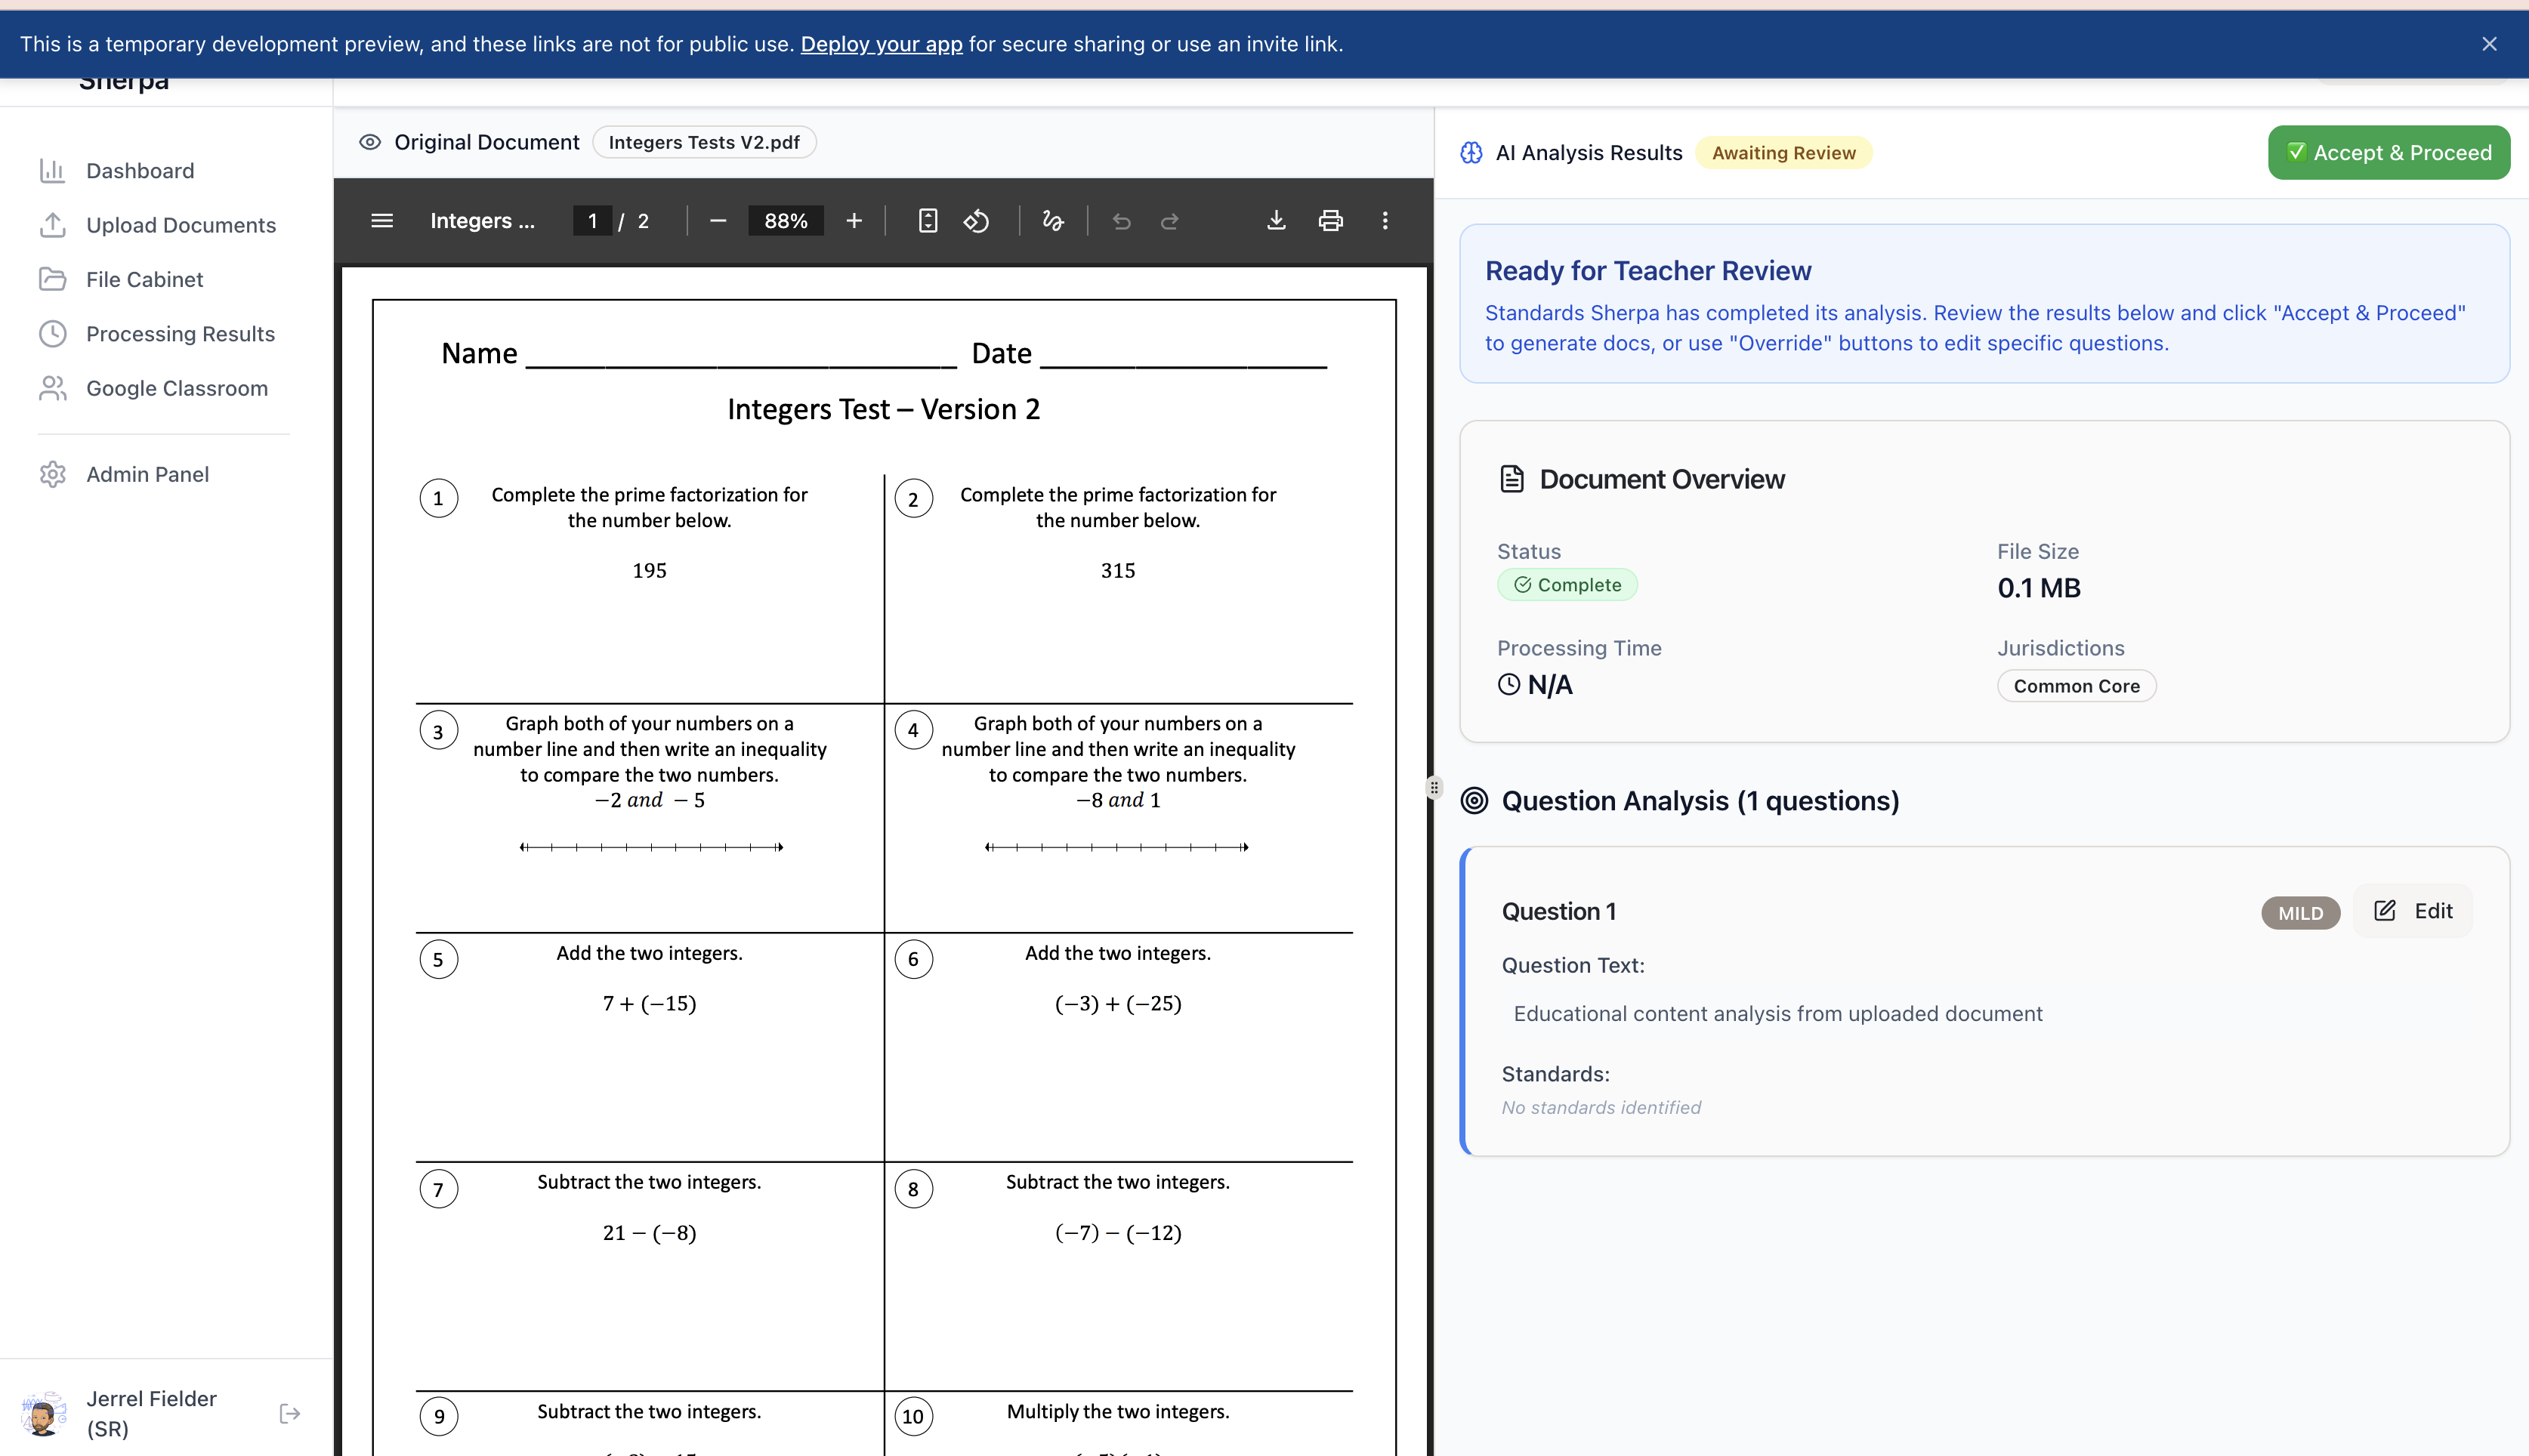 This is a temporary development preview, and these links are not for public use. Deploy your app for secure sharing or use an invite link.
Sherpa
Dashboard
Upload Documents
File Cabinet
Processing Results
Google Classroom
Admin Panel
Jerrel Fielder
(SR)
Original Document Integers Tests V2.pdf
Integers ... 1 / 2 88%
Name Date
Integers Test – Version 2
1 Complete the prime factorization for
the number below.
195
2 Complete the prime factorization for
the number below.
315
3 Graph both of your numbers on a
number line and then write an inequality
to compare the two numbers.
−2 and − 5
4 Graph both of your numbers on a
number line and then write an inequality
to compare the two numbers.
−8 and 1
5 Add the two integers.
7 + (−15)
6 Add the two integers.
(−3) + (−25)
7 Subtract the two integers.
21 − (−8)
8 Subtract the two integers.
(−7) − (−12)
9 Subtract the two integers.
10 Multiply the two integers.
AI Analysis Results Awaiting Review ✅ Accept & Proceed
Ready for Teacher Review
Standards Sherpa has completed its analysis. Review the results below and click "Accept & Proceed"
to generate docs, or use "Override" buttons to edit specific questions.
Document Overview
Status
Complete
File Size
0.1 MB
Processing Time
N/A
Jurisdictions
Common Core
Question Analysis (1 questions)
Question 1 MILD Edit
Question Text:
Educational content analysis from uploaded document
Standards:
No standards identified